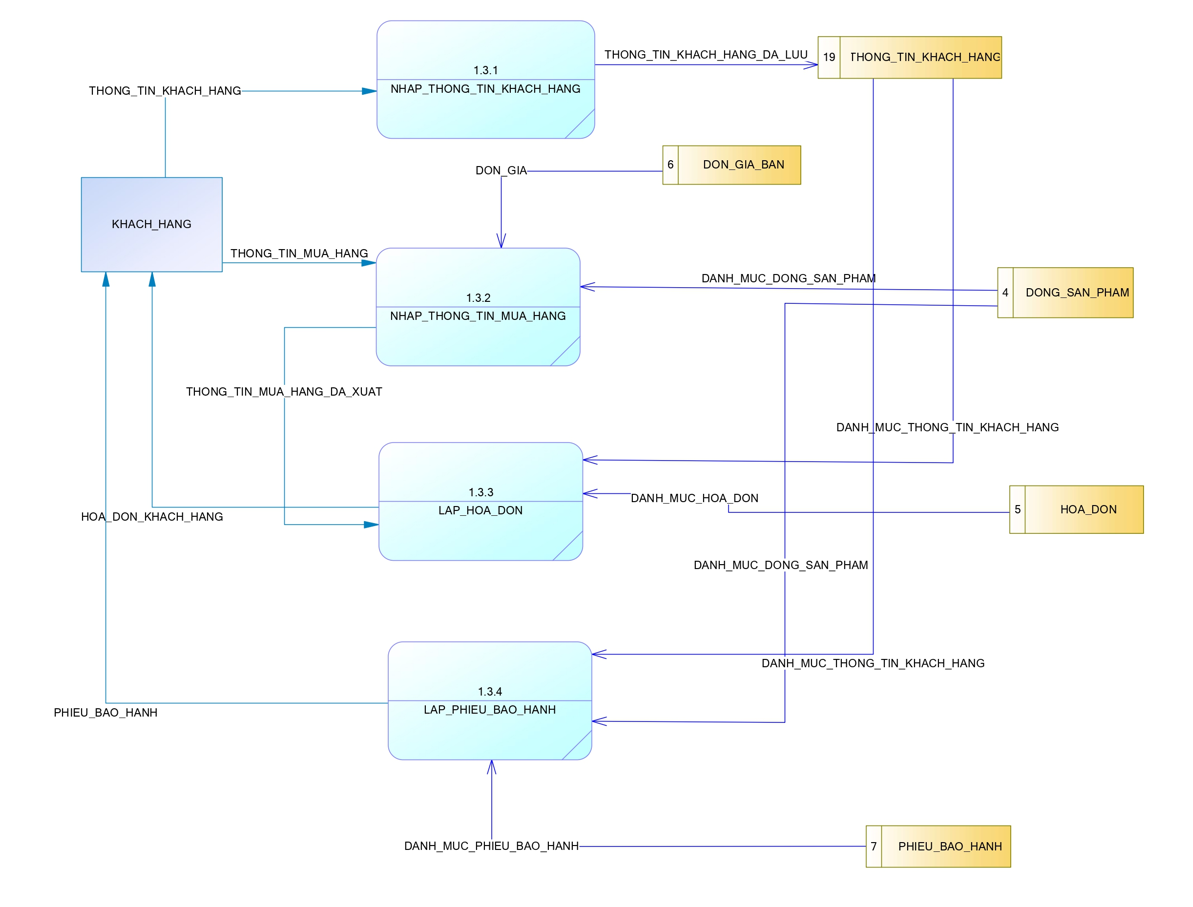 THONG_TIN_KHACH_HANG_DA_LUU
19
THONG_TIN_KHACH_HANG
1.3.1
NHAP_THONG_TIN_KHACH_HANG
THONG_TIN_KHACH_HANG
DON_GIA
6
DON_GIA_BAN
KHACH_HANG
THONG_TIN_MUA_HANG
DANH_MUC_DONG_SAN_PHAM
4
DONG_SAN_PHAM
1.3.2
NHAP_THONG_TIN_MUA_HANG
THONG_TIN_MUA_HANG_DA_XUAT
DANH_MUC_THONG_TIN_KHACH_HANG
1.3.3
LAP_HOA_DON
DANH_MUC_HOA_DON
5
HOA_DON
HOA_DON_KHACH_HANG
DANH_MUC_DONG_SAN_PHAM
DANH_MUC_THONG_TIN_KHACH_HANG
1.3.4
LAP_PHIEU_BAO_HANH
PHIEU_BAO_HANH
DANH_MUC_PHIEU_BAO_HANH
7
PHIEU_BAO_HANH